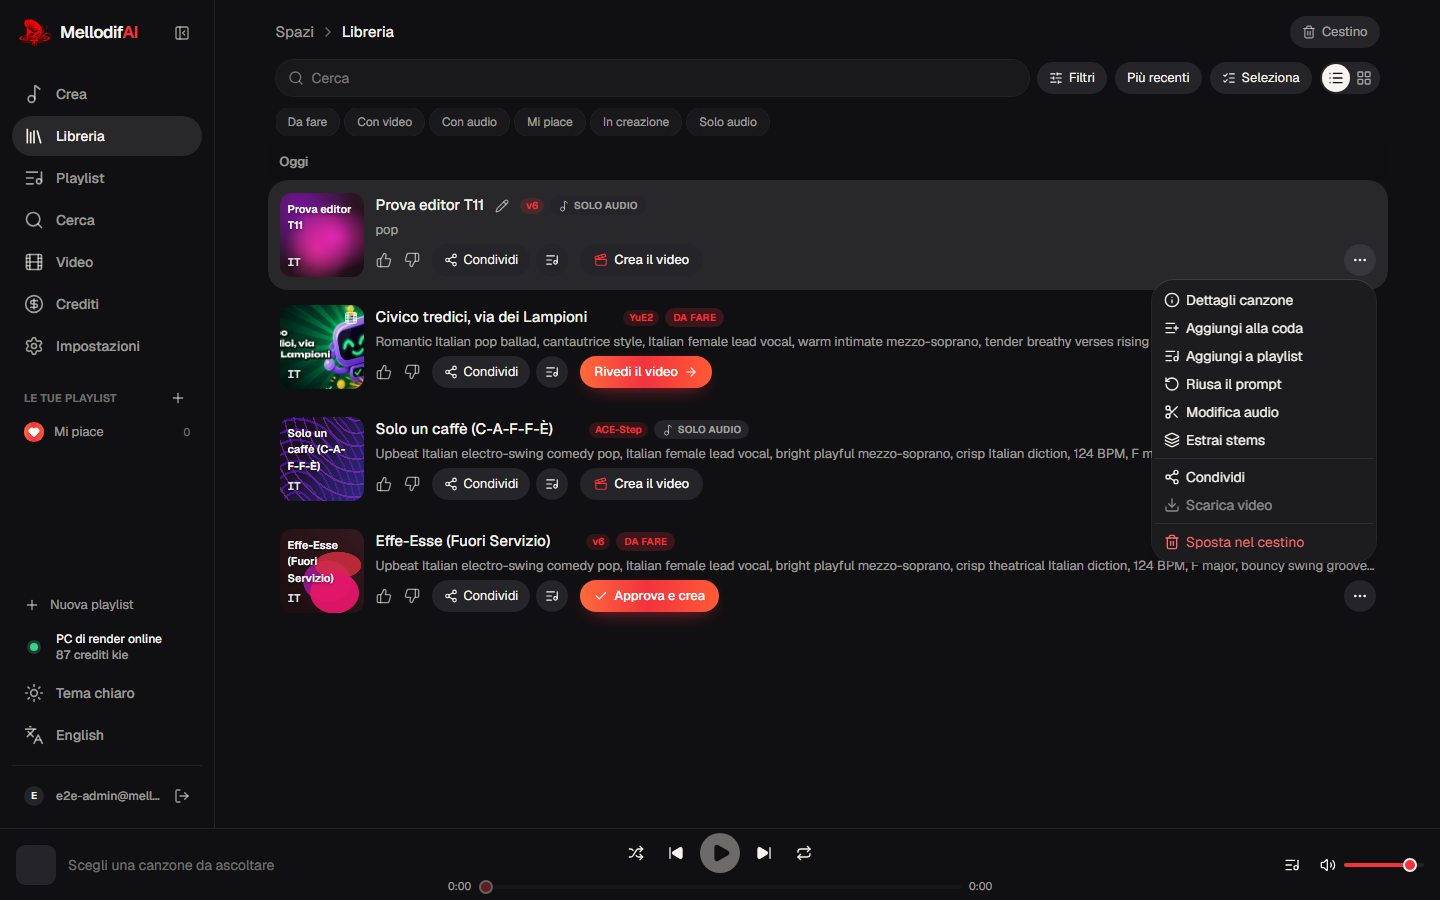 MellodifAI
Crea
Libreria
Playlist
Cerca
Video
Crediti
Impostazioni
LE TUE PLAYLIST
Mi piace 0
Nuova playlist
PC di render online
87 crediti kie
Tema chiaro
English
E e2e-admin@mell...
Spazi > Libreria
Cestino
Cerca
Filtri
Più recenti
Seleziona
Da fare
Con video
Con audio
Mi piace
In creazione
Solo audio
Oggi
Prova editor
T11
IT
Prova editor T11 v6 SOLO AUDIO
pop
Condividi
Crea il video
o
lici, via
Lampioni
IT
Civico tredici, via dei Lampioni YuE2 DA FARE
Romantic Italian pop ballad, cantautrice style, Italian female lead vocal, warm intimate mezzo-soprano, tender breathy verses rising
Condividi
Rivedi il video
Solo un
caffè (C-A-
F-F-È)
IT
Solo un caffè (C-A-F-F-È) ACE-Step SOLO AUDIO
Upbeat Italian electro-swing comedy pop, Italian female lead vocal, bright playful mezzo-soprano, crisp Italian diction, 124 BPM, F m
Condividi
Crea il video
Effe-Esse
(Fuori
Servizio)
IT
Effe-Esse (Fuori Servizio) v6 DA FARE
Upbeat Italian electro-swing comedy pop, Italian female lead vocal, bright playful mezzo-soprano, crisp theatrical Italian diction, 124 BPM, F major, bouncy swing groove...
Condividi
Approva e crea
Dettagli canzone
Aggiungi alla coda
Aggiungi a playlist
Riusa il prompt
Modifica audio
Estrai stems
Condividi
Scarica video
Sposta nel cestino
Scegli una canzone da ascoltare
0:00
0:00